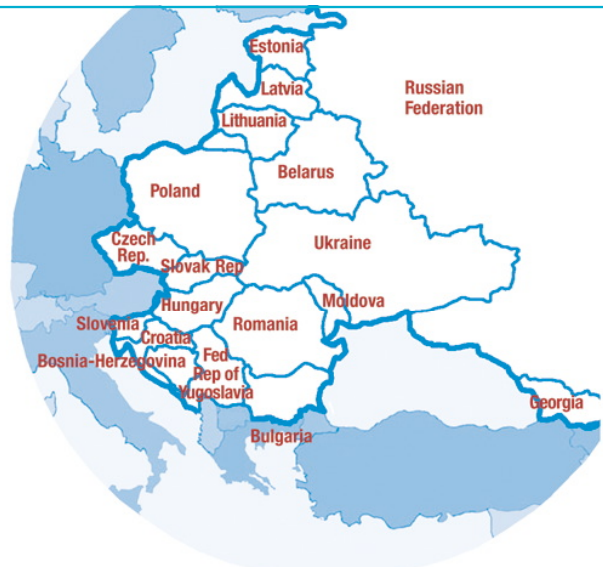 Estonia
Latvia
Russian
Federation
Lithuania
Belarus
Poland
Czech
Rep.
Ukraine
Slovak Rep
Hungary
Moldova
Romania
Slovenia
Croatia
Bosnia-Herzegovina
Fed
Rep of
Yugoslavia
Georgia
Bulgaria